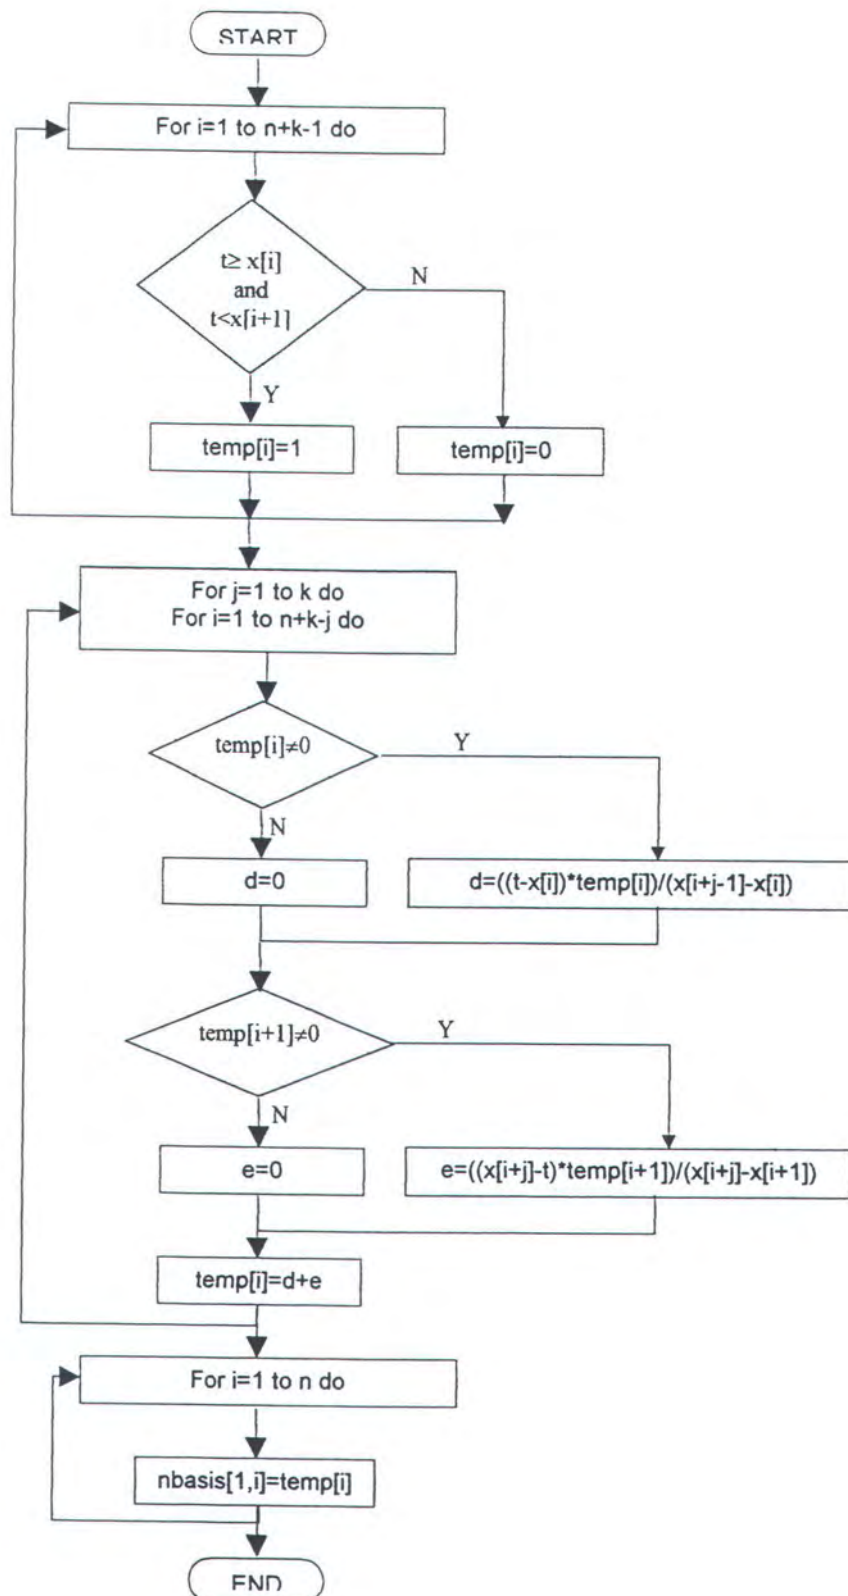 START
For i=1 to n+k-1 do
t≥ x[i]
and
t<x[i+1]
N
Y
temp[i]=1
temp[i]=0
For j=1 to k do
For i=1 to n+k-j do
temp[i]≠0
Y
N
d=0
d=((t-x[i])*temp[i])/(x[i+j-1]-x[i])
temp[i+1]≠0
Y
N
e=0
e=((x[i+j]-t)*temp[i+1])/(x[i+j]-x[i+1])
temp[i]=d+e
For i=1 to n do
nbasis[1,i]=temp[i]
END